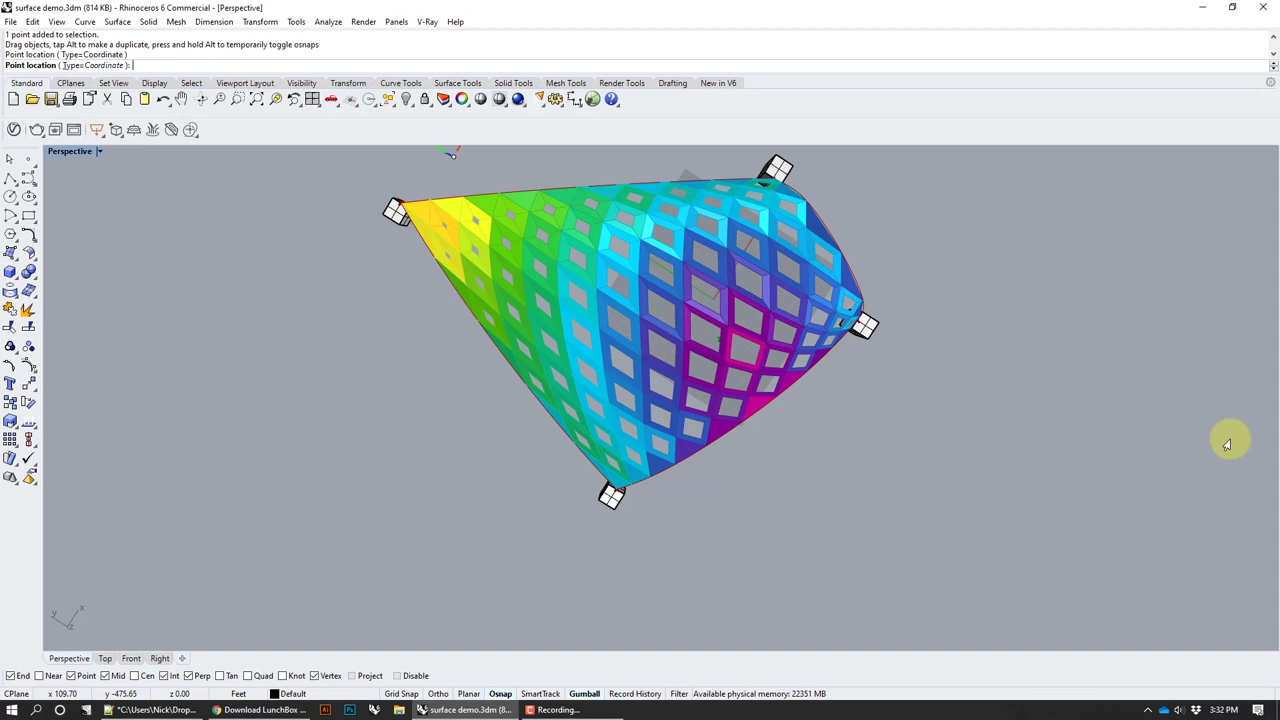 surface demo.3dm (814 KB) - Rhinoceros 6 Commercial - [Perspective]
File Edit View Curve Surface Solid Mesh Dimension Transform Tools Analyze Render Panels V-Ray Help
1 point added to selection.
Drag objects, tap Alt to make a duplicate, press and hold Alt to temporarily toggle osnaps
Point location ( Type=Coordinate )
Point location ( Type=Coordinate ):
Standard CPlanes Set View Display Select Viewport Layout Visibility Transform Curve Tools Surface Tools Solid Tools Mesh Tools Render Tools Drafting New in V6
Perspective
y x z
Perspective Top Front Right
End Near Point Mid Cen Int Perp Tan Quad Knot Vertex Project Disable
CPlane x 109.70 y -475.65 z 0.00 Feet Default Grid Snap Ortho Planar Osnap SmartTrack Gumball Record History Filter Available physical memory: 22351 MB
*C:\Users\Nick\Drop... Download LunchBox ... surface demo.3dm (8... Recording... 3:32 PM